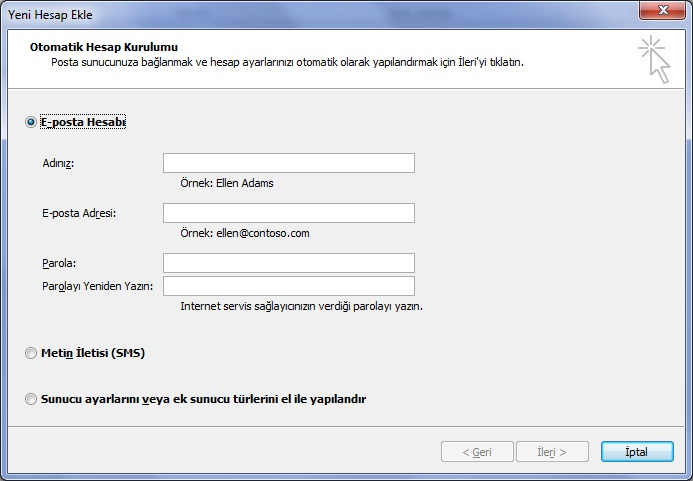 Yeni Hesap Ekle
Otomatik Hesap Kurulumu
Posta sunucunuza bağlanmak ve hesap ayarlarınızı otomatik olarak yapılandırmak için İleri'yi tıklatın.
E-posta Hesabı
Adınız:
Örnek: Ellen Adams
E-posta Adresi:
Örnek: ellen@contoso.com
Parola:
Parolayı Yeniden Yazın:
Internet servis sağlayıcınızın verdiği parolayı yazın.
Metin İletisi (SMS)
Sunucu ayarlarını veya ek sunucu türlerini el ile yapılandır
< Geri İleri > İptal